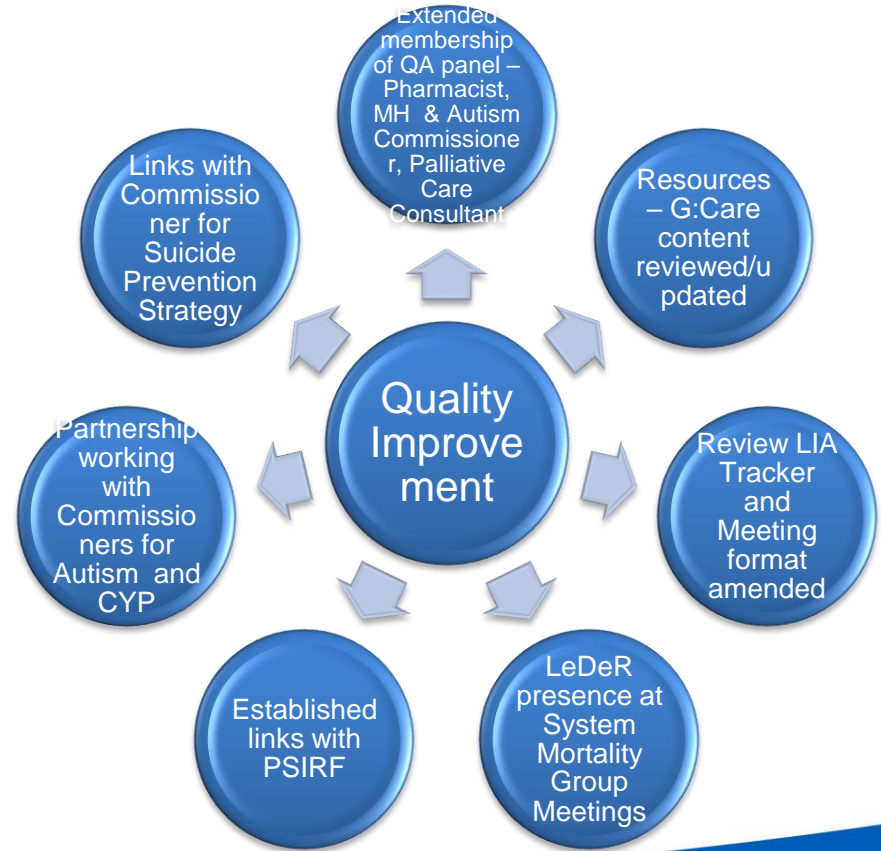 Extended
membership
of QA panel –
Pharmacist,
MH & Autism
Commissione
r, Palliative
Care
Consultant
Resources
– G:Care
content
reviewed/u
pdated
Review LIA
Tracker
and
Meeting
format
amended
LeDeR
presence at
System
Mortality
Group
Meetings
Established
links with
PSIRF
Partnership
working
with
Commissio
ners for
Autism and
CYP
Links with
Commissio
ner for
Suicide
Prevention
Strategy
Quality
Improve
ment